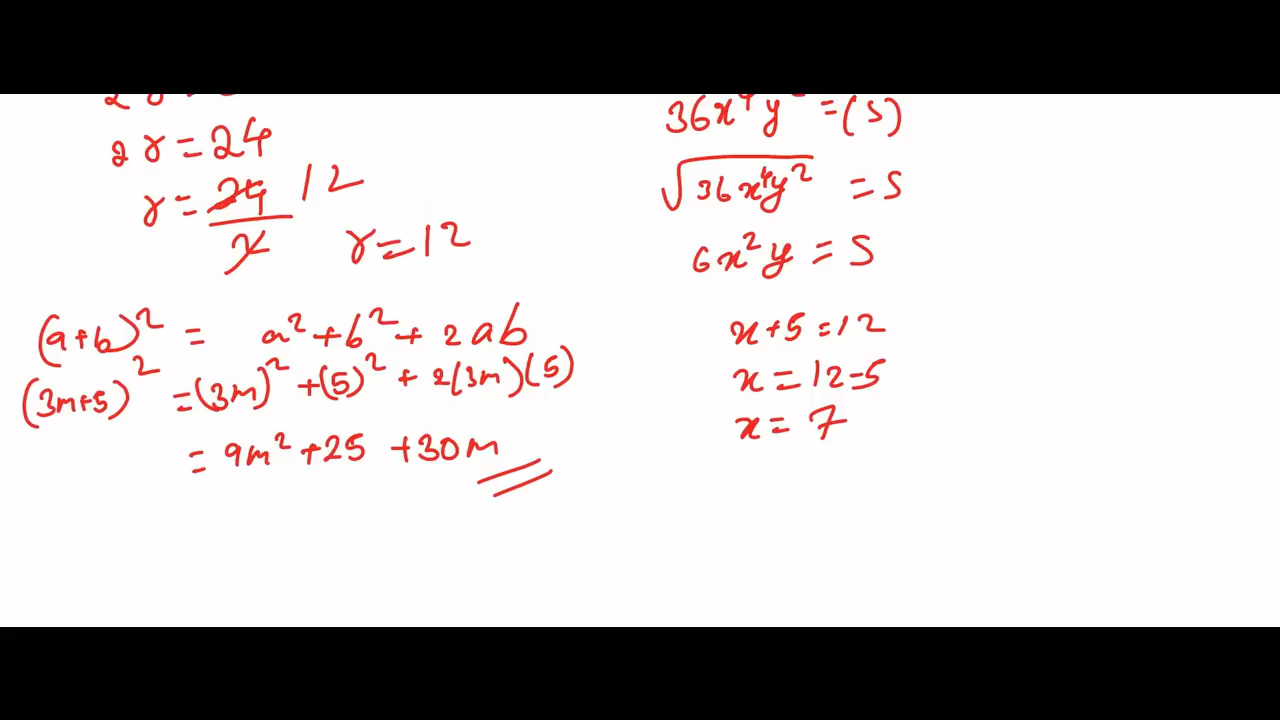 2r = 24
r = 24/2 12
r = 12
(a+b)² = a² + b² + 2ab
(3m+5)² = (3m)² + (5)² + 2(3m)(5)
= 9m² + 25 + 30m
36x⁴y² = (S)
√36x⁴y² = S
6x²y = S
x+5 = 12
x = 12-5
x = 7